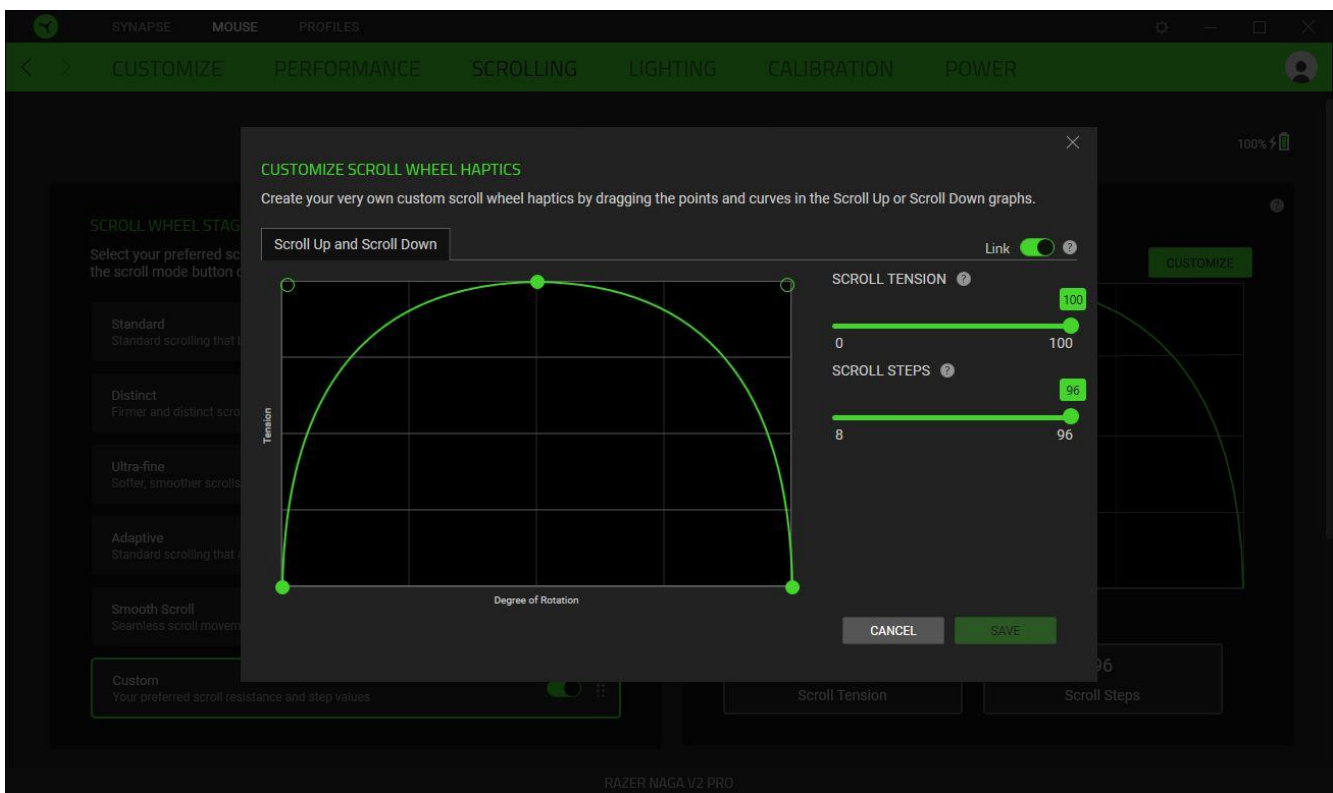 SYNAPSE MOUSE PROFILES
CUSTOMIZE PERFORMANCE SCROLLING LIGHTING CALIBRATION POWER
100%
CUSTOMIZE SCROLL WHEEL HAPTICS
Create your very own custom scroll wheel haptics by dragging the points and curves in the Scroll Up or Scroll Down graphs.
SCROLL WHEEL
Select your preferred
the scroll mode button
Scroll Up and Scroll Down
Link ?
?
CUSTOMIZE
SCROLL TENSION ?
100
0 100
SCROLL STEPS ?
96
8 96
Tension
Degree of Rotation
Standard
Standard scrolling that
Distinct
Firmer and distinct
Ultra-fine
Softer, smoother scrolls
Adaptive
Standard scrolling that
Smooth Scroll
Seamless scroll
CANCEL SAVE
Custom
Your preferred scroll resistance and step values
Scroll Tension
96
Scroll Steps
RAZER NAGA V2 PRO